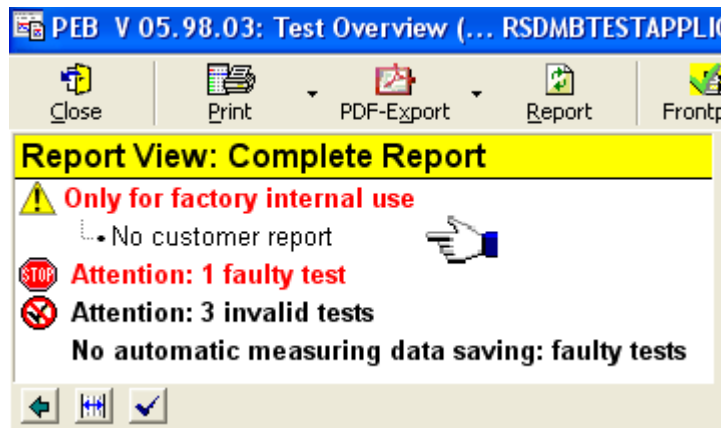 PEB V 05.98.03: Test Overview (... RSDMBTESTAPPLI
Close Print PDF-Export Report Frontp
Report View: Complete Report
Only for factory internal use
No customer report
STOP Attention: 1 faulty test
Attention: 3 invalid tests
No automatic measuring data saving: faulty tests